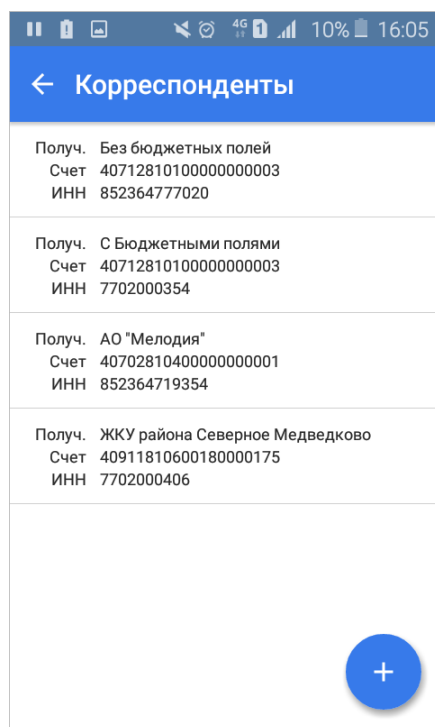 4G 1 10% 16:05
Корреспонденты
Получ. Без бюджетных полей
Счет 40712810100000000003
ИНН 852364777020
Получ. С Бюджетными полями
Счет 40712810100000000003
ИНН 7702000354
Получ. АО "Мелодия"
Счет 40702810400000000001
ИНН 852364719354
Получ. ЖКУ района Северное Медведково
Счет 40911810600180000175
ИНН 7702000406